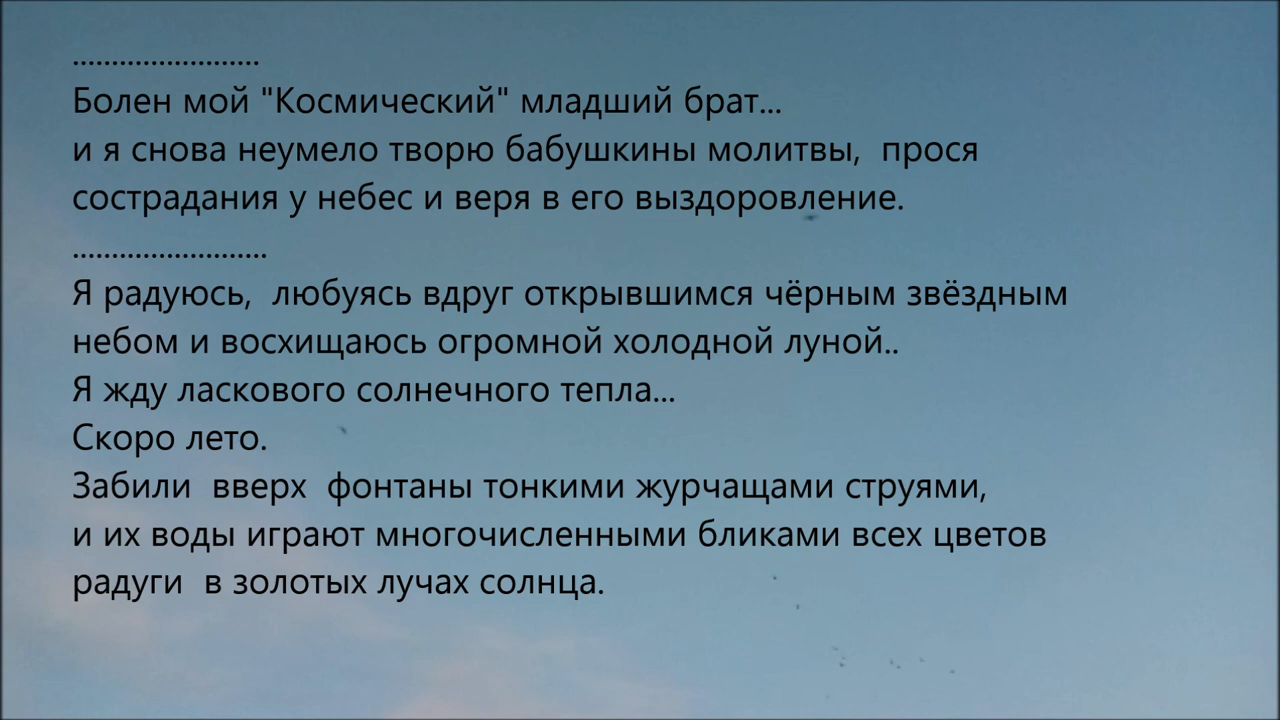 ........................
Болен мой "Космический" младший брат...
и я снова неумело творю бабушкины молитвы,  прося
сострадания у небес и веря в его выздоровление.
.........................
Я радуюсь,  любуясь вдруг открывшимся чёрным звёздным
небом и восхищаюсь огромной холодной луной..
Я жду ласкового солнечного тепла...
Скоро лето.
Забили  вверх  фонтаны тонкими журчащами струями,
и их воды играют многочисленными бликами всех цветов
радуги  в золотых лучах солнца.